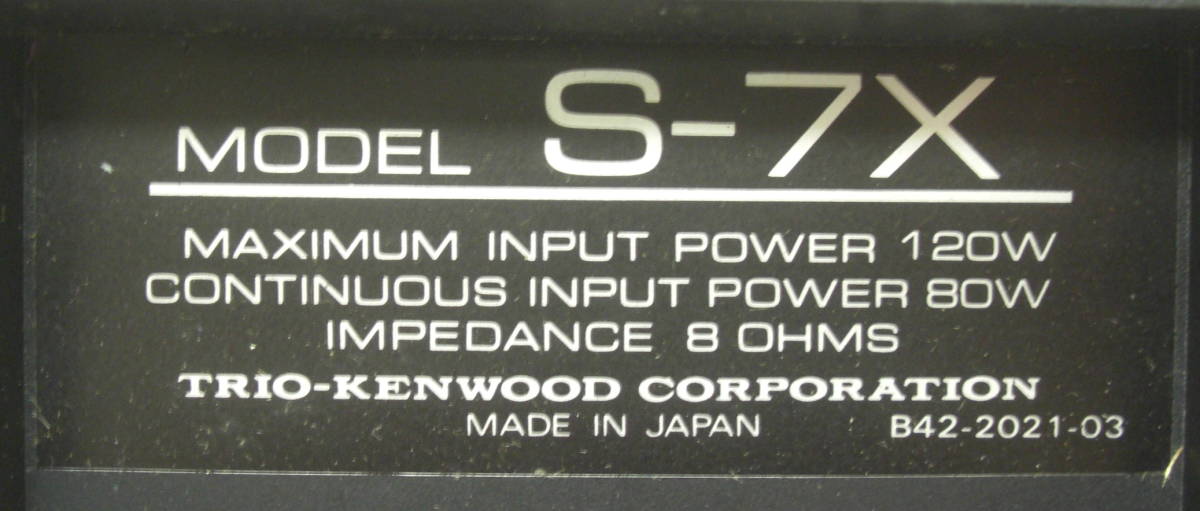 MODEL S-7X
MAXIMUM INPUT POWER 120W
CONTINUOUS INPUT POWER 80W
IMPEDANCE 8 OHMS
TRIO-KENWOOD CORPORATION
MADE IN JAPAN B42-2021-03